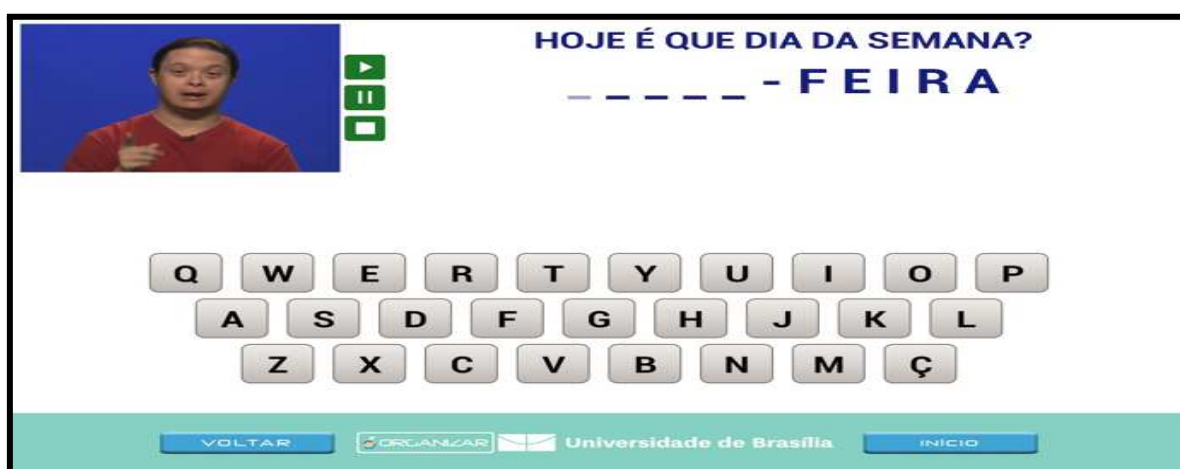 HOJE É QUE DIA DA SEMANA?
_ _ _ _ _ - F E I R A
Q W E R T Y U I O P
A S D F G H J K L
Z X C V B N M Ç
VOLTAR ORGANIZAR Universidade de Brasília INÍCIO